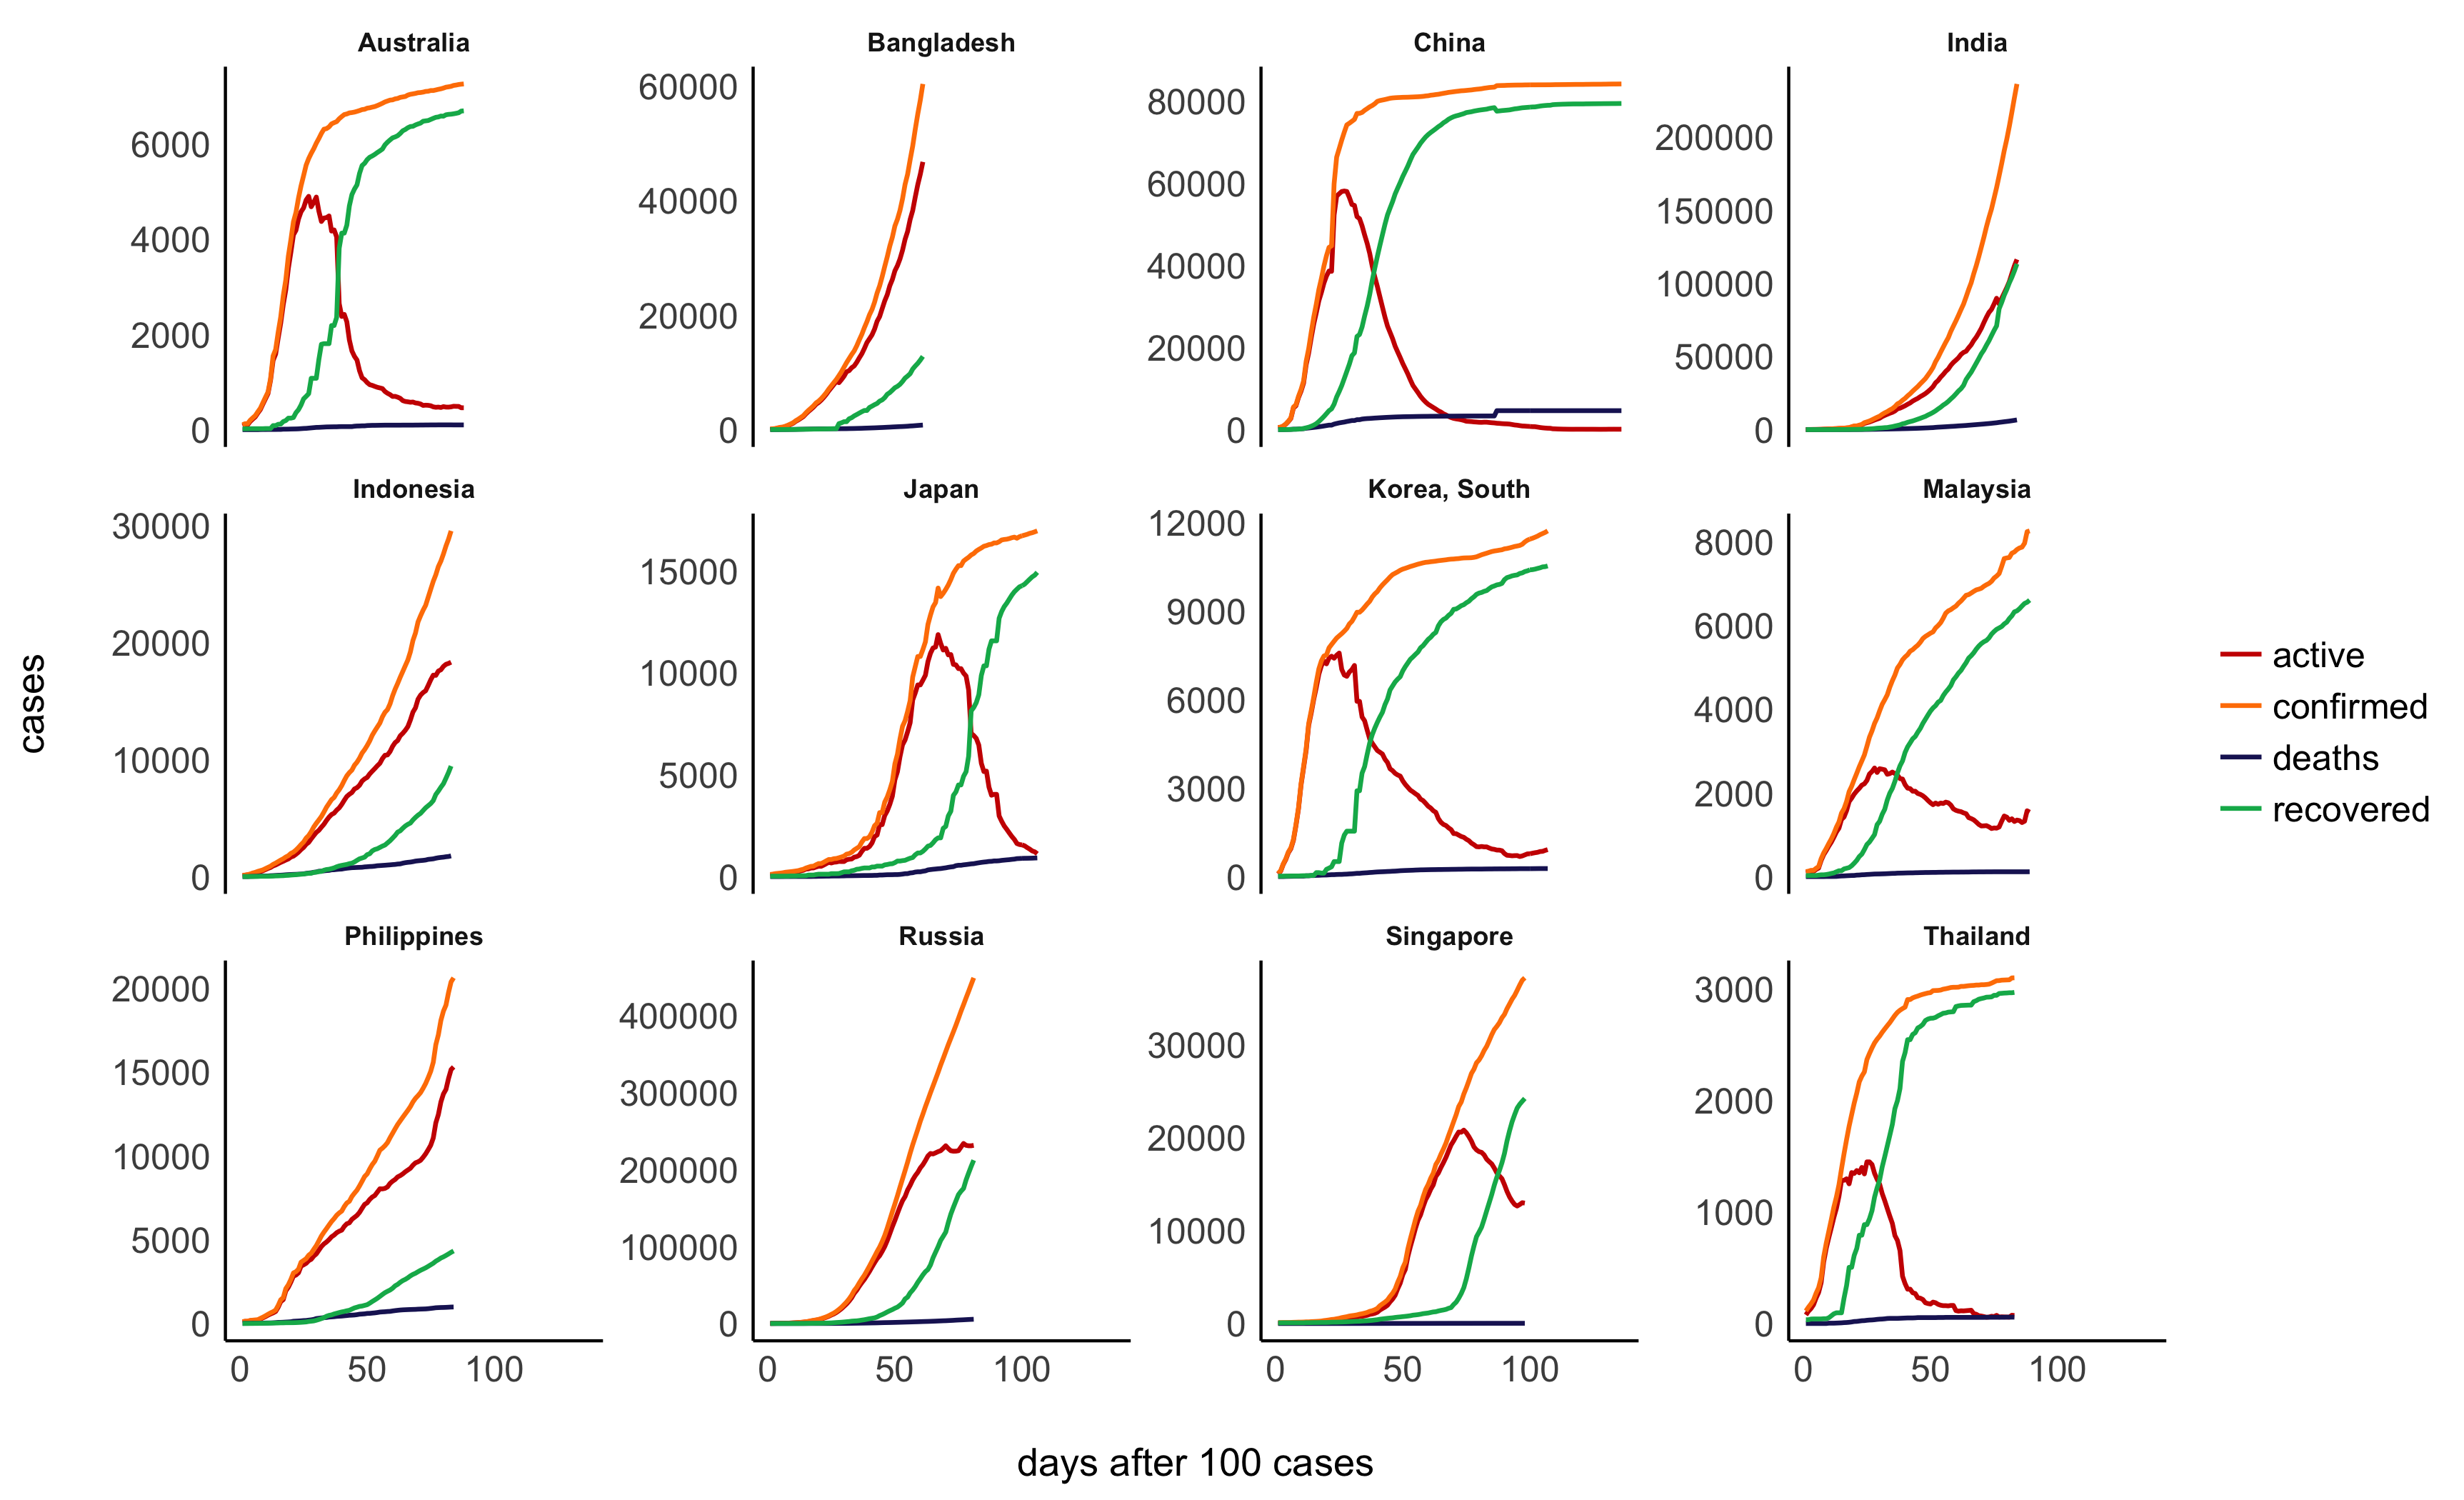 Australia Bangladesh China India
60000 80000
6000 200000
40000 60000 150000
4000 40000 100000
2000 20000 20000 50000
0 0 0 0
Indonesia Japan Korea, South Malaysia
30000 12000 8000
15000
20000 9000 6000
10000 6000 4000
10000 5000 3000 2000
0 0 0 0
cases
active
confirmed
deaths
recovered
Philippines Russia Singapore Thailand
20000 400000 3000
30000
15000 300000 2000
10000 200000 20000
5000 100000 10000 1000
0 0 0 0
0 50 100 0 50 100 0 50 100 0 50 100
days after 100 cases